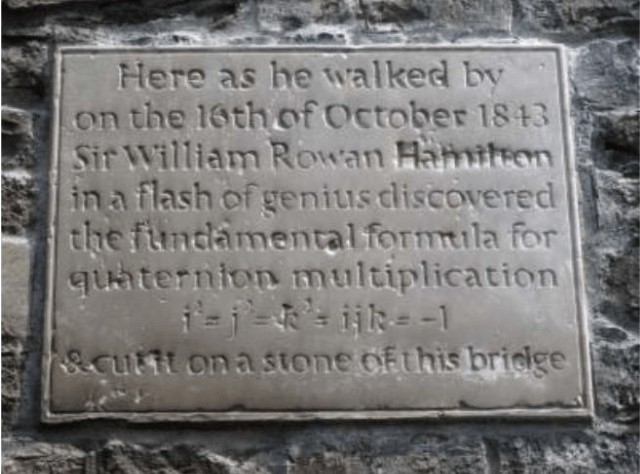 Here as he walked by
on the 16th of October 1843
Sir William Rowan Hamilton
in a flash of genius discovered
the fundamental formula for
quaternion multiplication
i² = j² = k² = ijk = −1
& cut it on a stone of this bridge